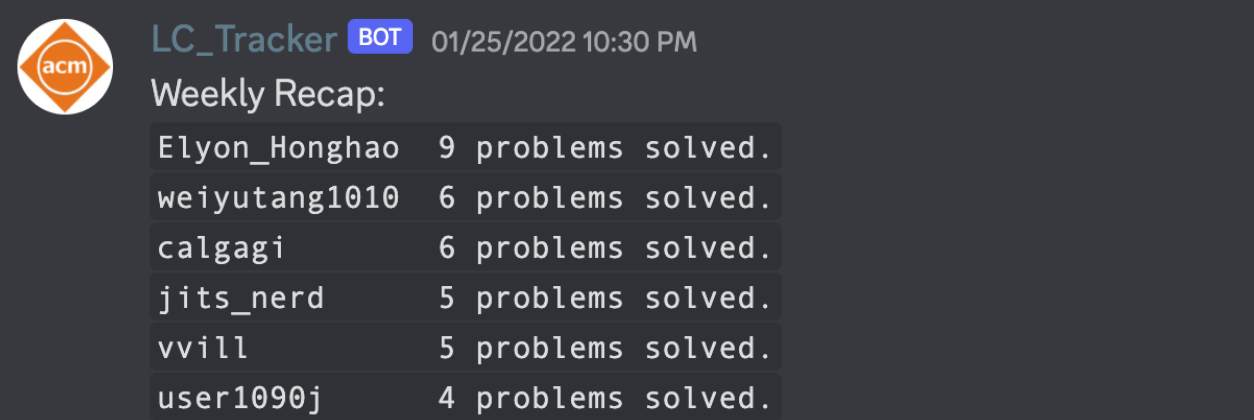 acm
LC_Tracker BOT 01/25/2022 10:30 PM
Weekly Recap:
Elyon_Honghao 9 problems solved.
weiyutang1010 6 problems solved.
calgagi 6 problems solved.
jits_nerd 5 problems solved.
vvill 5 problems solved.
user1090j 4 problems solved.